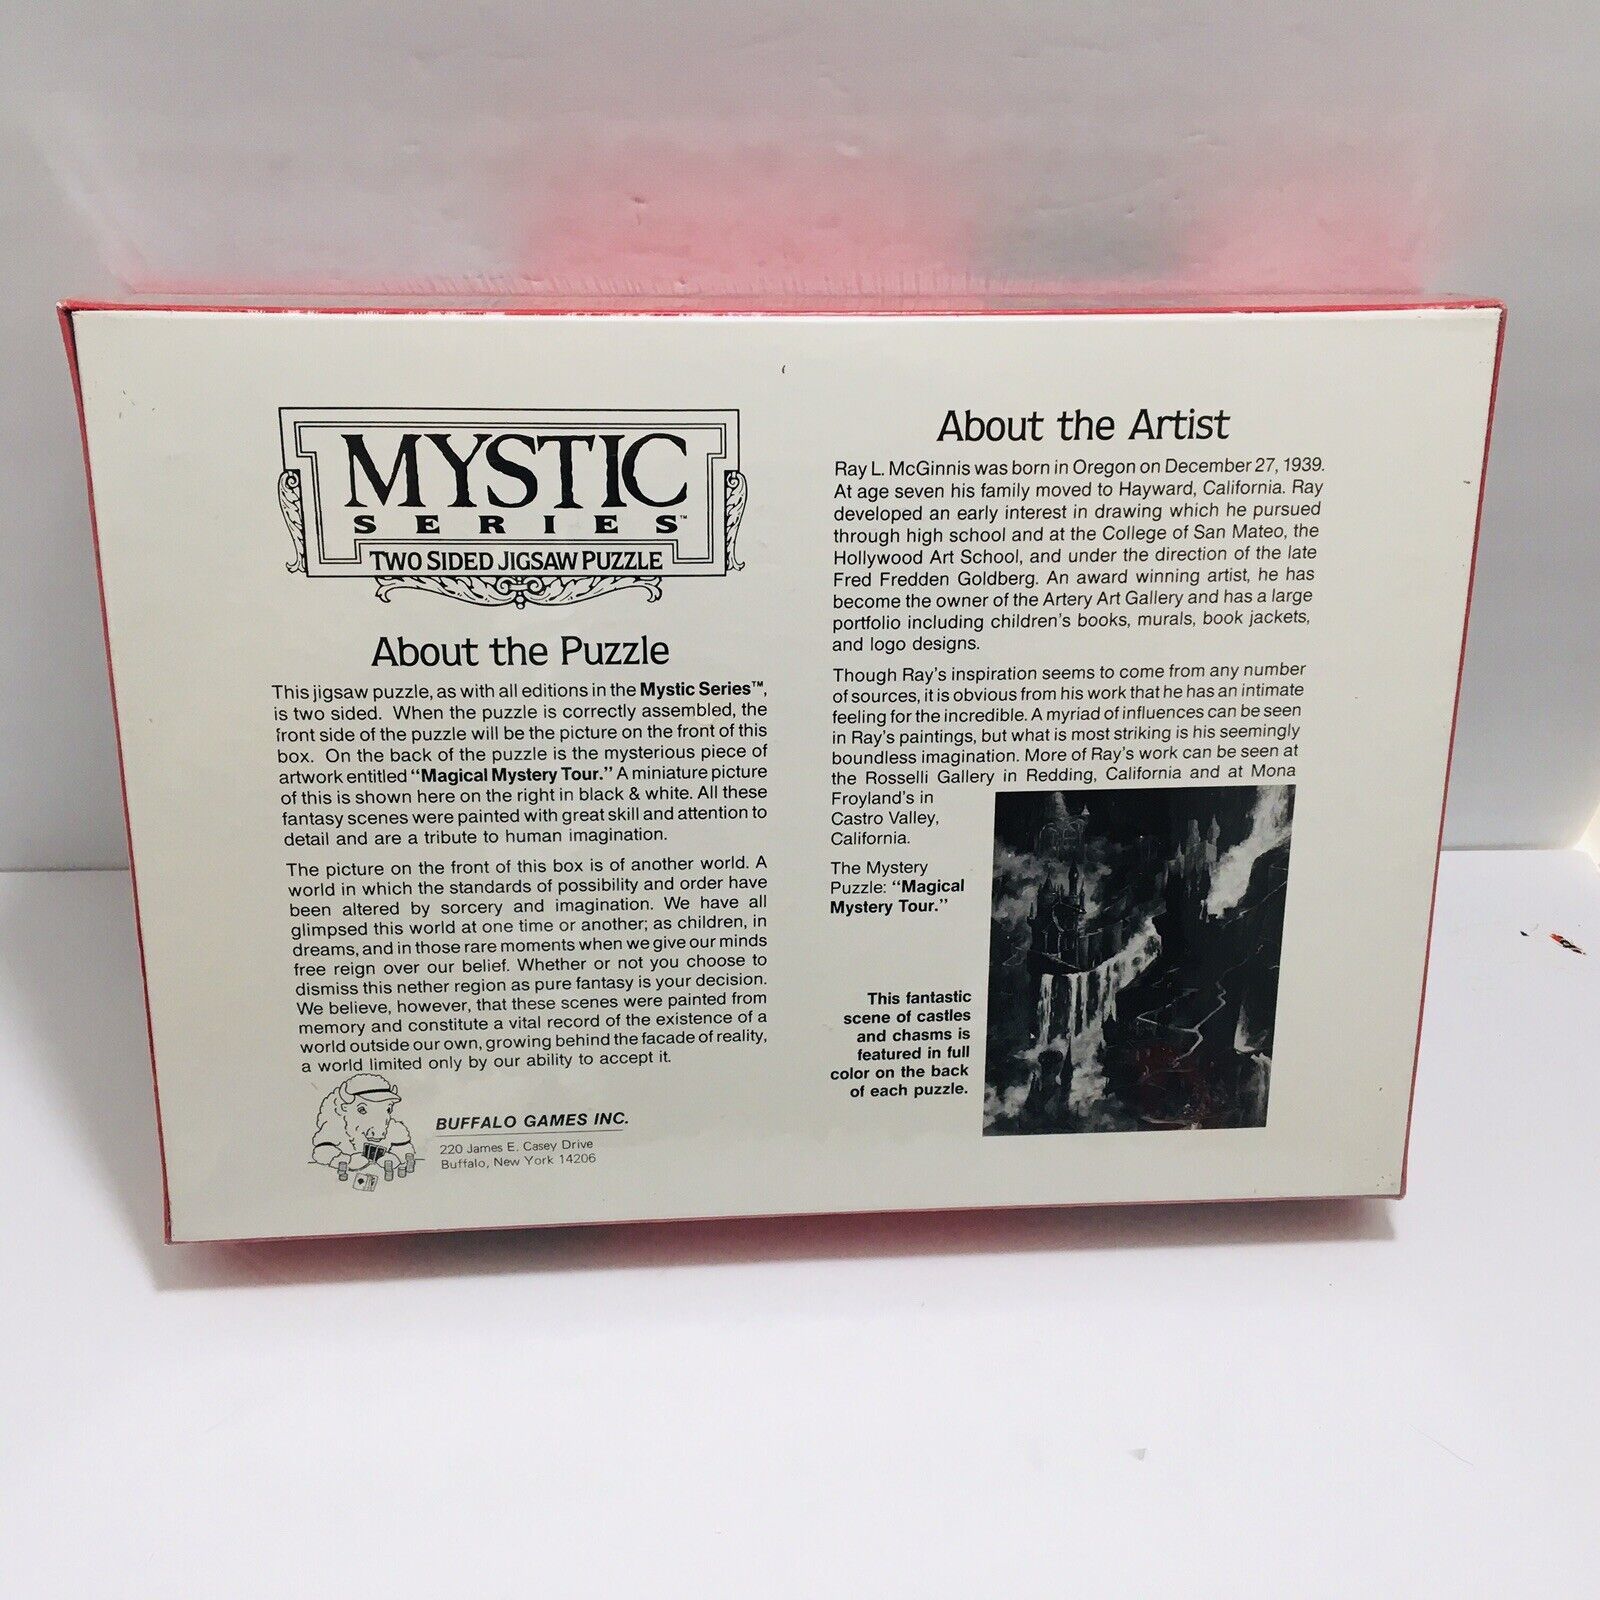 MYSTIC
SERIES™
TWO SIDED JIGSAW PUZZLE
About the Puzzle
This jigsaw puzzle, as with all editions in the Mystic Series™,
is two sided. When the puzzle is correctly assembled, the
front side of the puzzle will be the picture on the front of this
box. On the back of the puzzle is the mysterious piece of
artwork entitled "Magical Mystery Tour." A miniature picture
of this is shown here on the right in black & white. All these
fantasy scenes were painted with great skill and attention to
detail and are a tribute to human imagination.
The picture on the front of this box is of another world. A
world in which the standards of possibility and order have
been altered by sorcery and imagination. We have all
glimpsed this world at one time or another; as children, in
dreams, and in those rare moments when we give our minds
free reign over our belief. Whether or not you choose to
dismiss this nether region as pure fantasy is your decision.
We believe, however, that these scenes were painted from
memory and constitute a vital record of the existence of a
world outside our own, growing behind the facade of reality,
a world limited only by our ability to accept it.
BUFFALO GAMES INC.
220 James E. Casey Drive
Buffalo, New York 14206
About the Artist
Ray L. McGinnis was born in Oregon on December 27, 1939.
At age seven his family moved to Hayward, California. Ray
developed an early interest in drawing which he pursued
through high school and at the College of San Mateo, the
Hollywood Art School, and under the direction of the late
Fred Fredden Goldberg. An award winning artist, he has
become the owner of the Artery Art Gallery and has a large
portfolio including children's books, murals, book jackets,
and logo designs.
Though Ray's inspiration seems to come from any number
of sources, it is obvious from his work that he has an intimate
feeling for the incredible. A myriad of influences can be seen
in Ray's paintings, but what is most striking is his seemingly
boundless imagination. More of Ray's work can be seen at
the Rosselli Gallery in Redding, California and at Mona
Froyland's in
Castro Valley,
California.
The Mystery
Puzzle: "Magical
Mystery Tour."
This fantastic
scene of castles
and chasms is
featured in full
color on the back
of each puzzle.